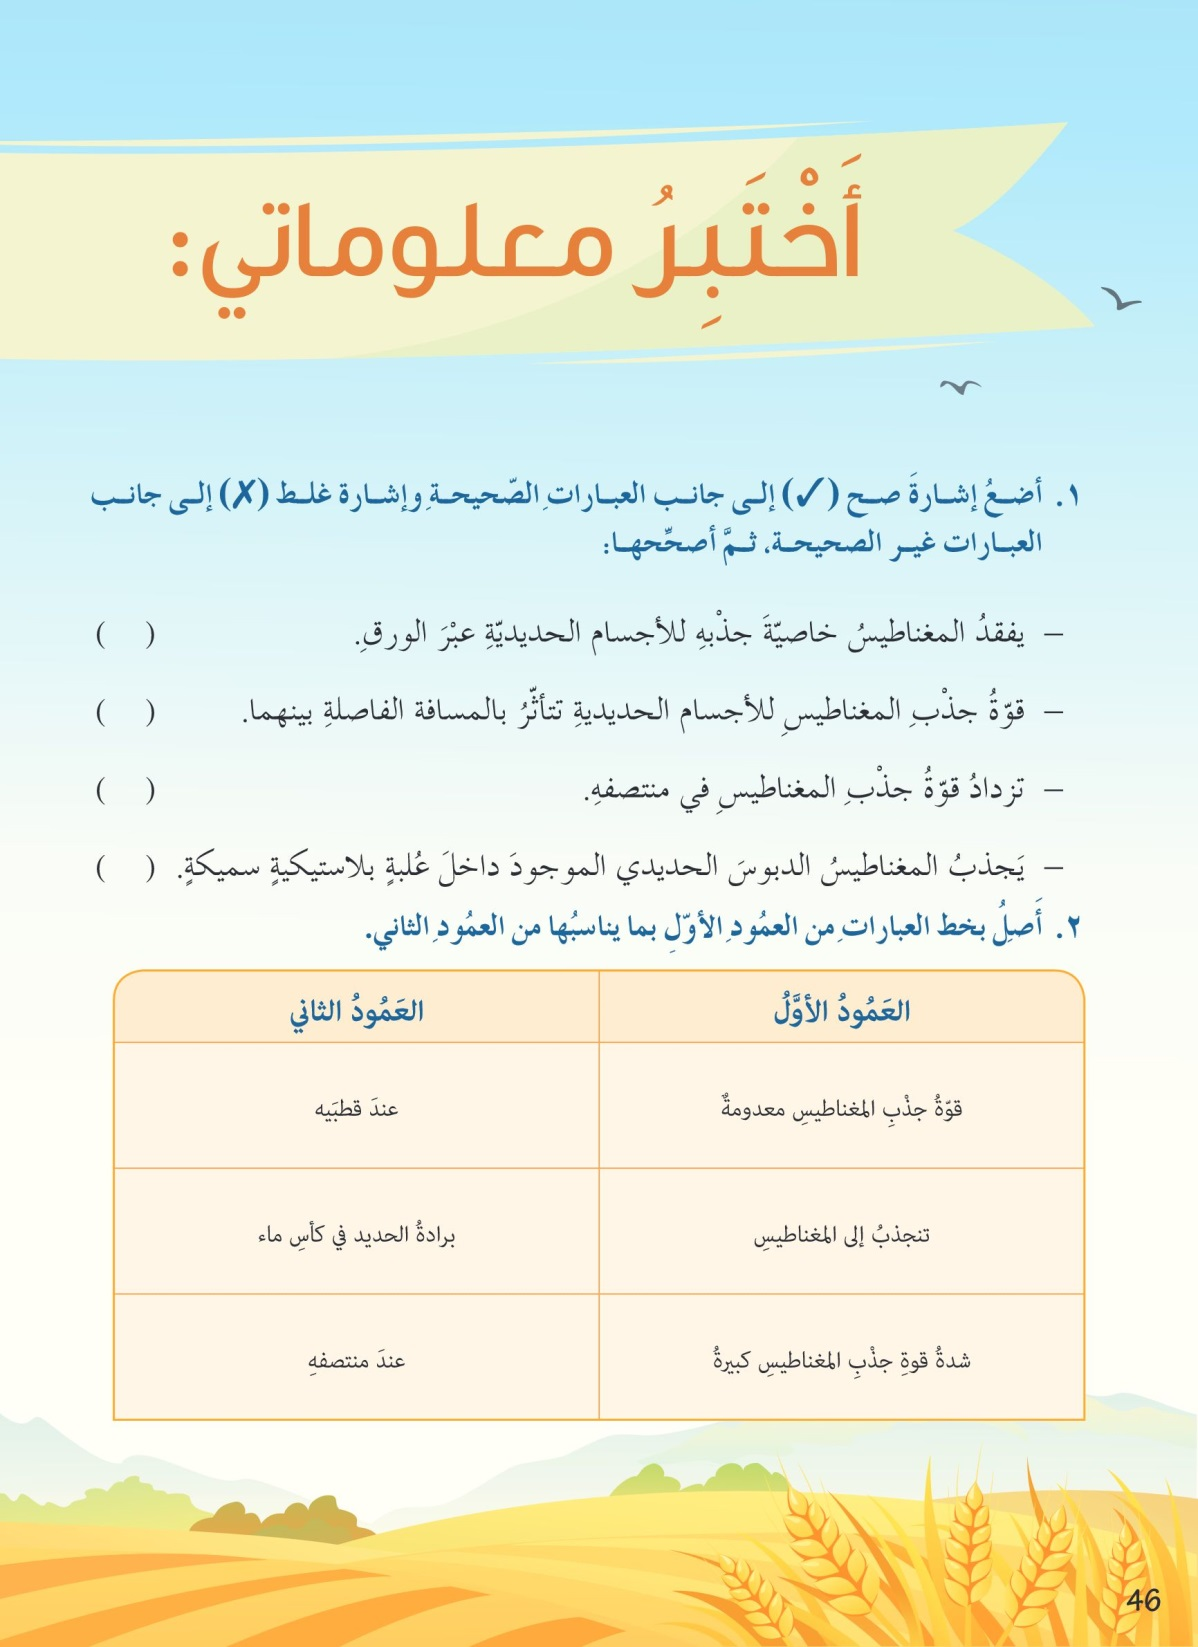 أَخْتَبِرُ معلوماتي:
١. أضعُ إشارةَ صح (✓) إلى جانب العباراتِ الصّحيحةِ وإشارة غلط (✗) إلى جانب
العبارات غير الصحيحة، ثمَّ أصحِّحها:
– يفقدُ المغناطيسُ خاصيّةَ جذْبهِ للأجسام الحديديّةِ عبْرَ الورقِ. ( )
– قوّةُ جذْبِ المغناطيسِ للأجسام الحديديةِ تتأثّرُ بالمسافة الفاصلةِ بينهما. ( )
– تزدادُ قوّةُ جذْبِ المغناطيسِ في منتصفهِ. ( )
– يَجذبُ المغناطيسُ الدبوسَ الحديدي الموجودَ داخلَ عُلبةٍ بلاستيكيةٍ سميكةٍ. ( )
٢. أَصلُ بخط العباراتِ من العمُودِ الأوّلِ بما يناسبُها من العمُودِ الثاني.
العَمُودُ الأوَّلُ العَمُودُ الثاني
قوّةُ جذْبِ المغناطيسِ معدومةٌ عندَ قطبَيه
تنجذبُ إلى المغناطيسِ برادةُ الحديد في كأسِ ماء
شدةُ قوةِ جذْبِ المغناطيسِ كبيرةُ عندَ منتصفهِ
46